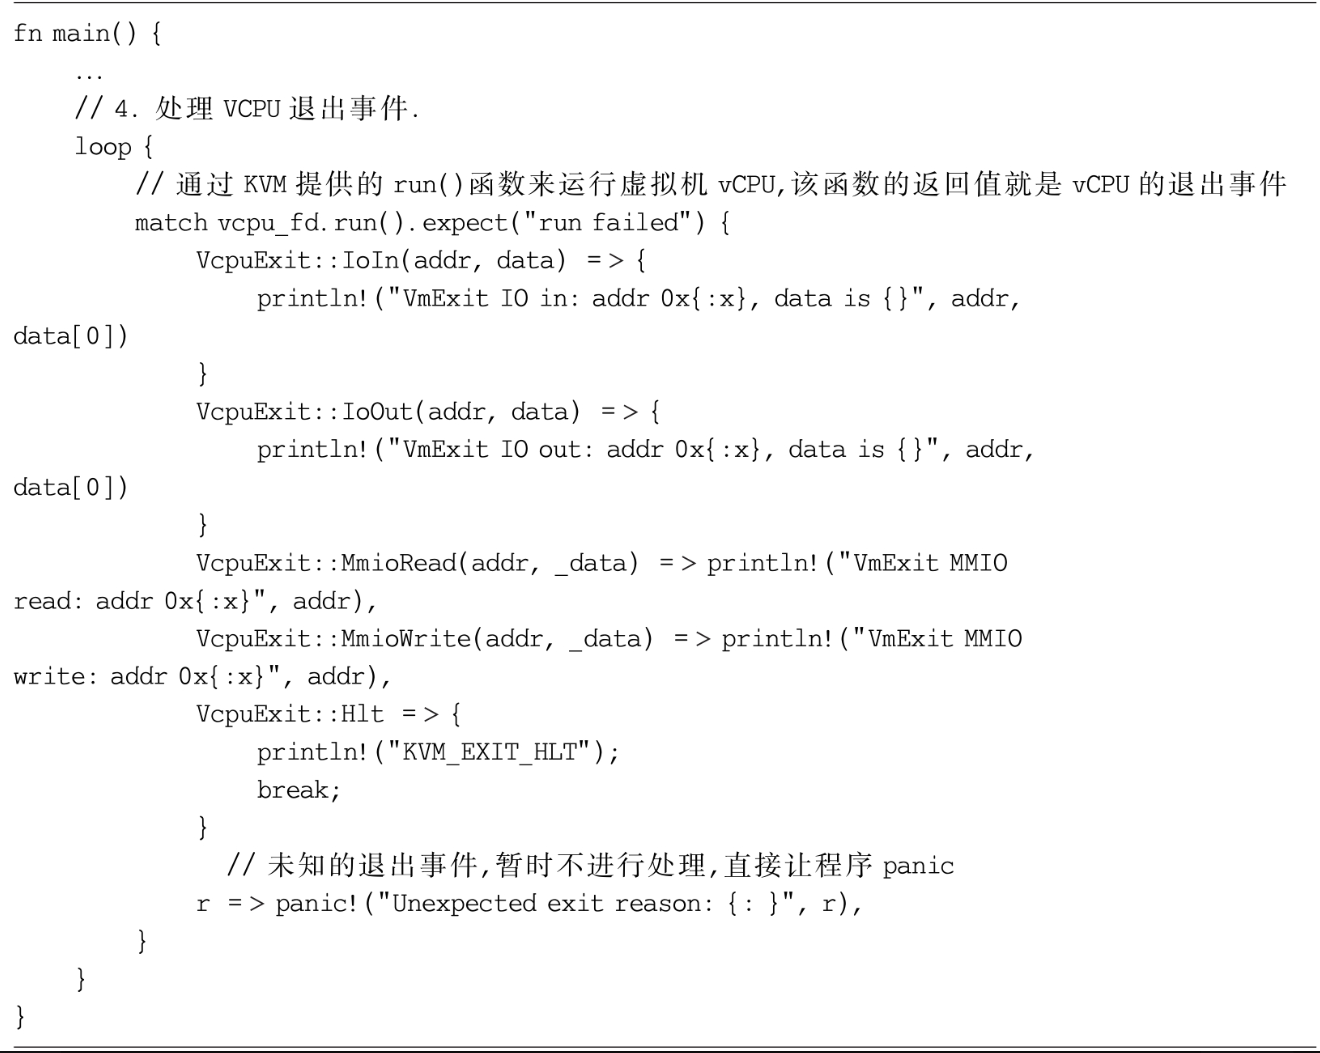 fn main() {
...
// 4. 处理 VCPU 退出事件.
loop {
// 通过 KVM 提供的 run()函数来运行虚拟机 vCPU,该函数的返回值就是 vCPU 的退出事件
match vcpu_fd.run().expect("run failed") {
VcpuExit::IoIn(addr, data) => {
println!("VmExit IO in: addr 0x{:x}, data is {}", addr,
data[0])
}
VcpuExit::IoOut(addr, data) => {
println!("VmExit IO out: addr 0x{:x}, data is {}", addr,
data[0])
}
VcpuExit::MmioRead(addr, _data) => println!("VmExit MMIO
read: addr 0x{:x}", addr),
VcpuExit::MmioWrite(addr, _data) => println!("VmExit MMIO
write: addr 0x{:x}", addr),
VcpuExit::Hlt => {
println!("KVM_EXIT_HLT");
break;
}
// 未知的退出事件,暂时不进行处理,直接让程序 panic
r => panic!("Unexpected exit reason: {: }", r),
}
}
}